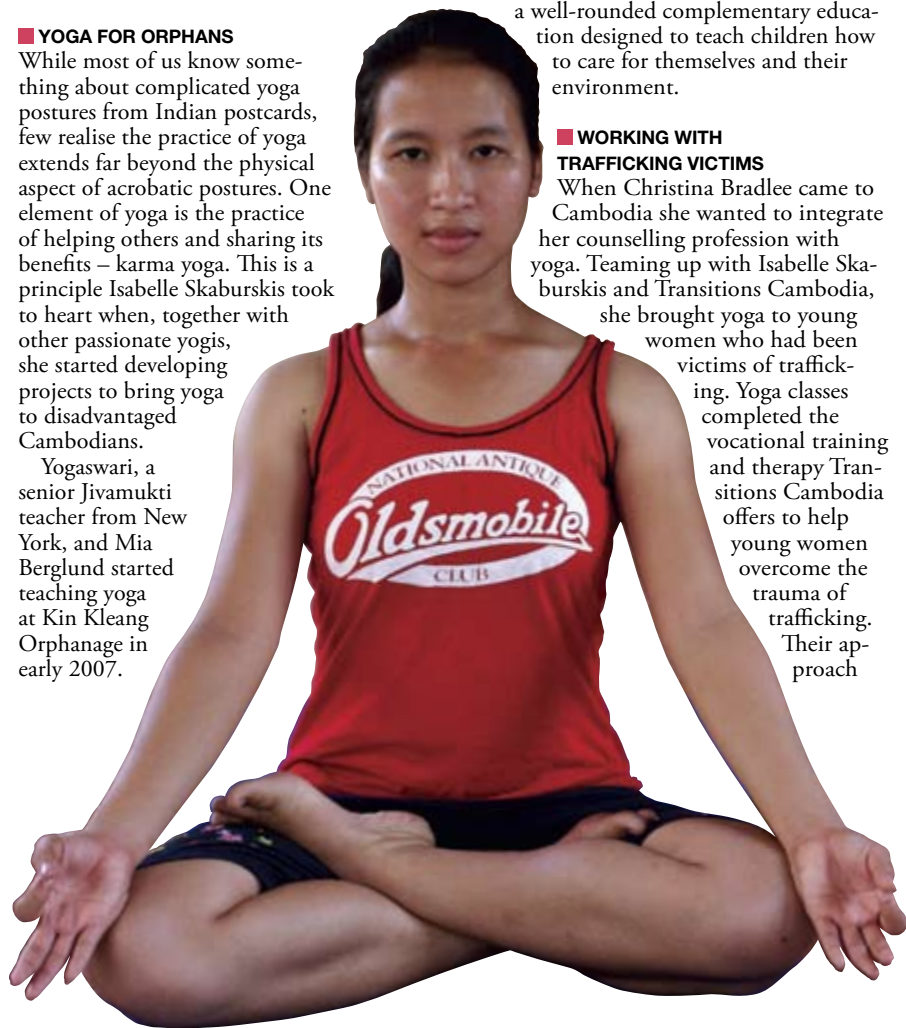 YOGA FOR ORPHANS
While most of us know some-
thing about complicated yoga
postures from Indian postcards,
few realise the practice of yoga
extends far beyond the physical
aspect of acrobatic postures. One
element of yoga is the practice
of helping others and sharing its
benefits – karma yoga. This is a
principle Isabelle Skaburskis took
to heart when, together with
other passionate yogis,
she started developing
projects to bring yoga
to disadvantaged
Cambodians.
Yogaswari, a
senior Jivamukti
teacher from New
York, and Mia
Berglund started
teaching yoga
at Kin Kleang
Orphanage in
early 2007.
a well-rounded complementary educa-
tion designed to teach children how
to care for themselves and their
environment.
WORKING WITH
TRAFFICKING VICTIMS
When Christina Bradlee came to
Cambodia she wanted to integrate
her counselling profession with
yoga. Teaming up with Isabelle Ska-
burskis and Transitions Cambodia,
she brought yoga to young
women who had been
victims of traffick-
ing. Yoga classes
completed the
vocational training
and therapy Tran-
sitions Cambodia
offers to help
young women
overcome the
trauma of
trafficking.
Their ap-
proach
NATIONAL ANTIQUE
Oldsmobile
CLUB